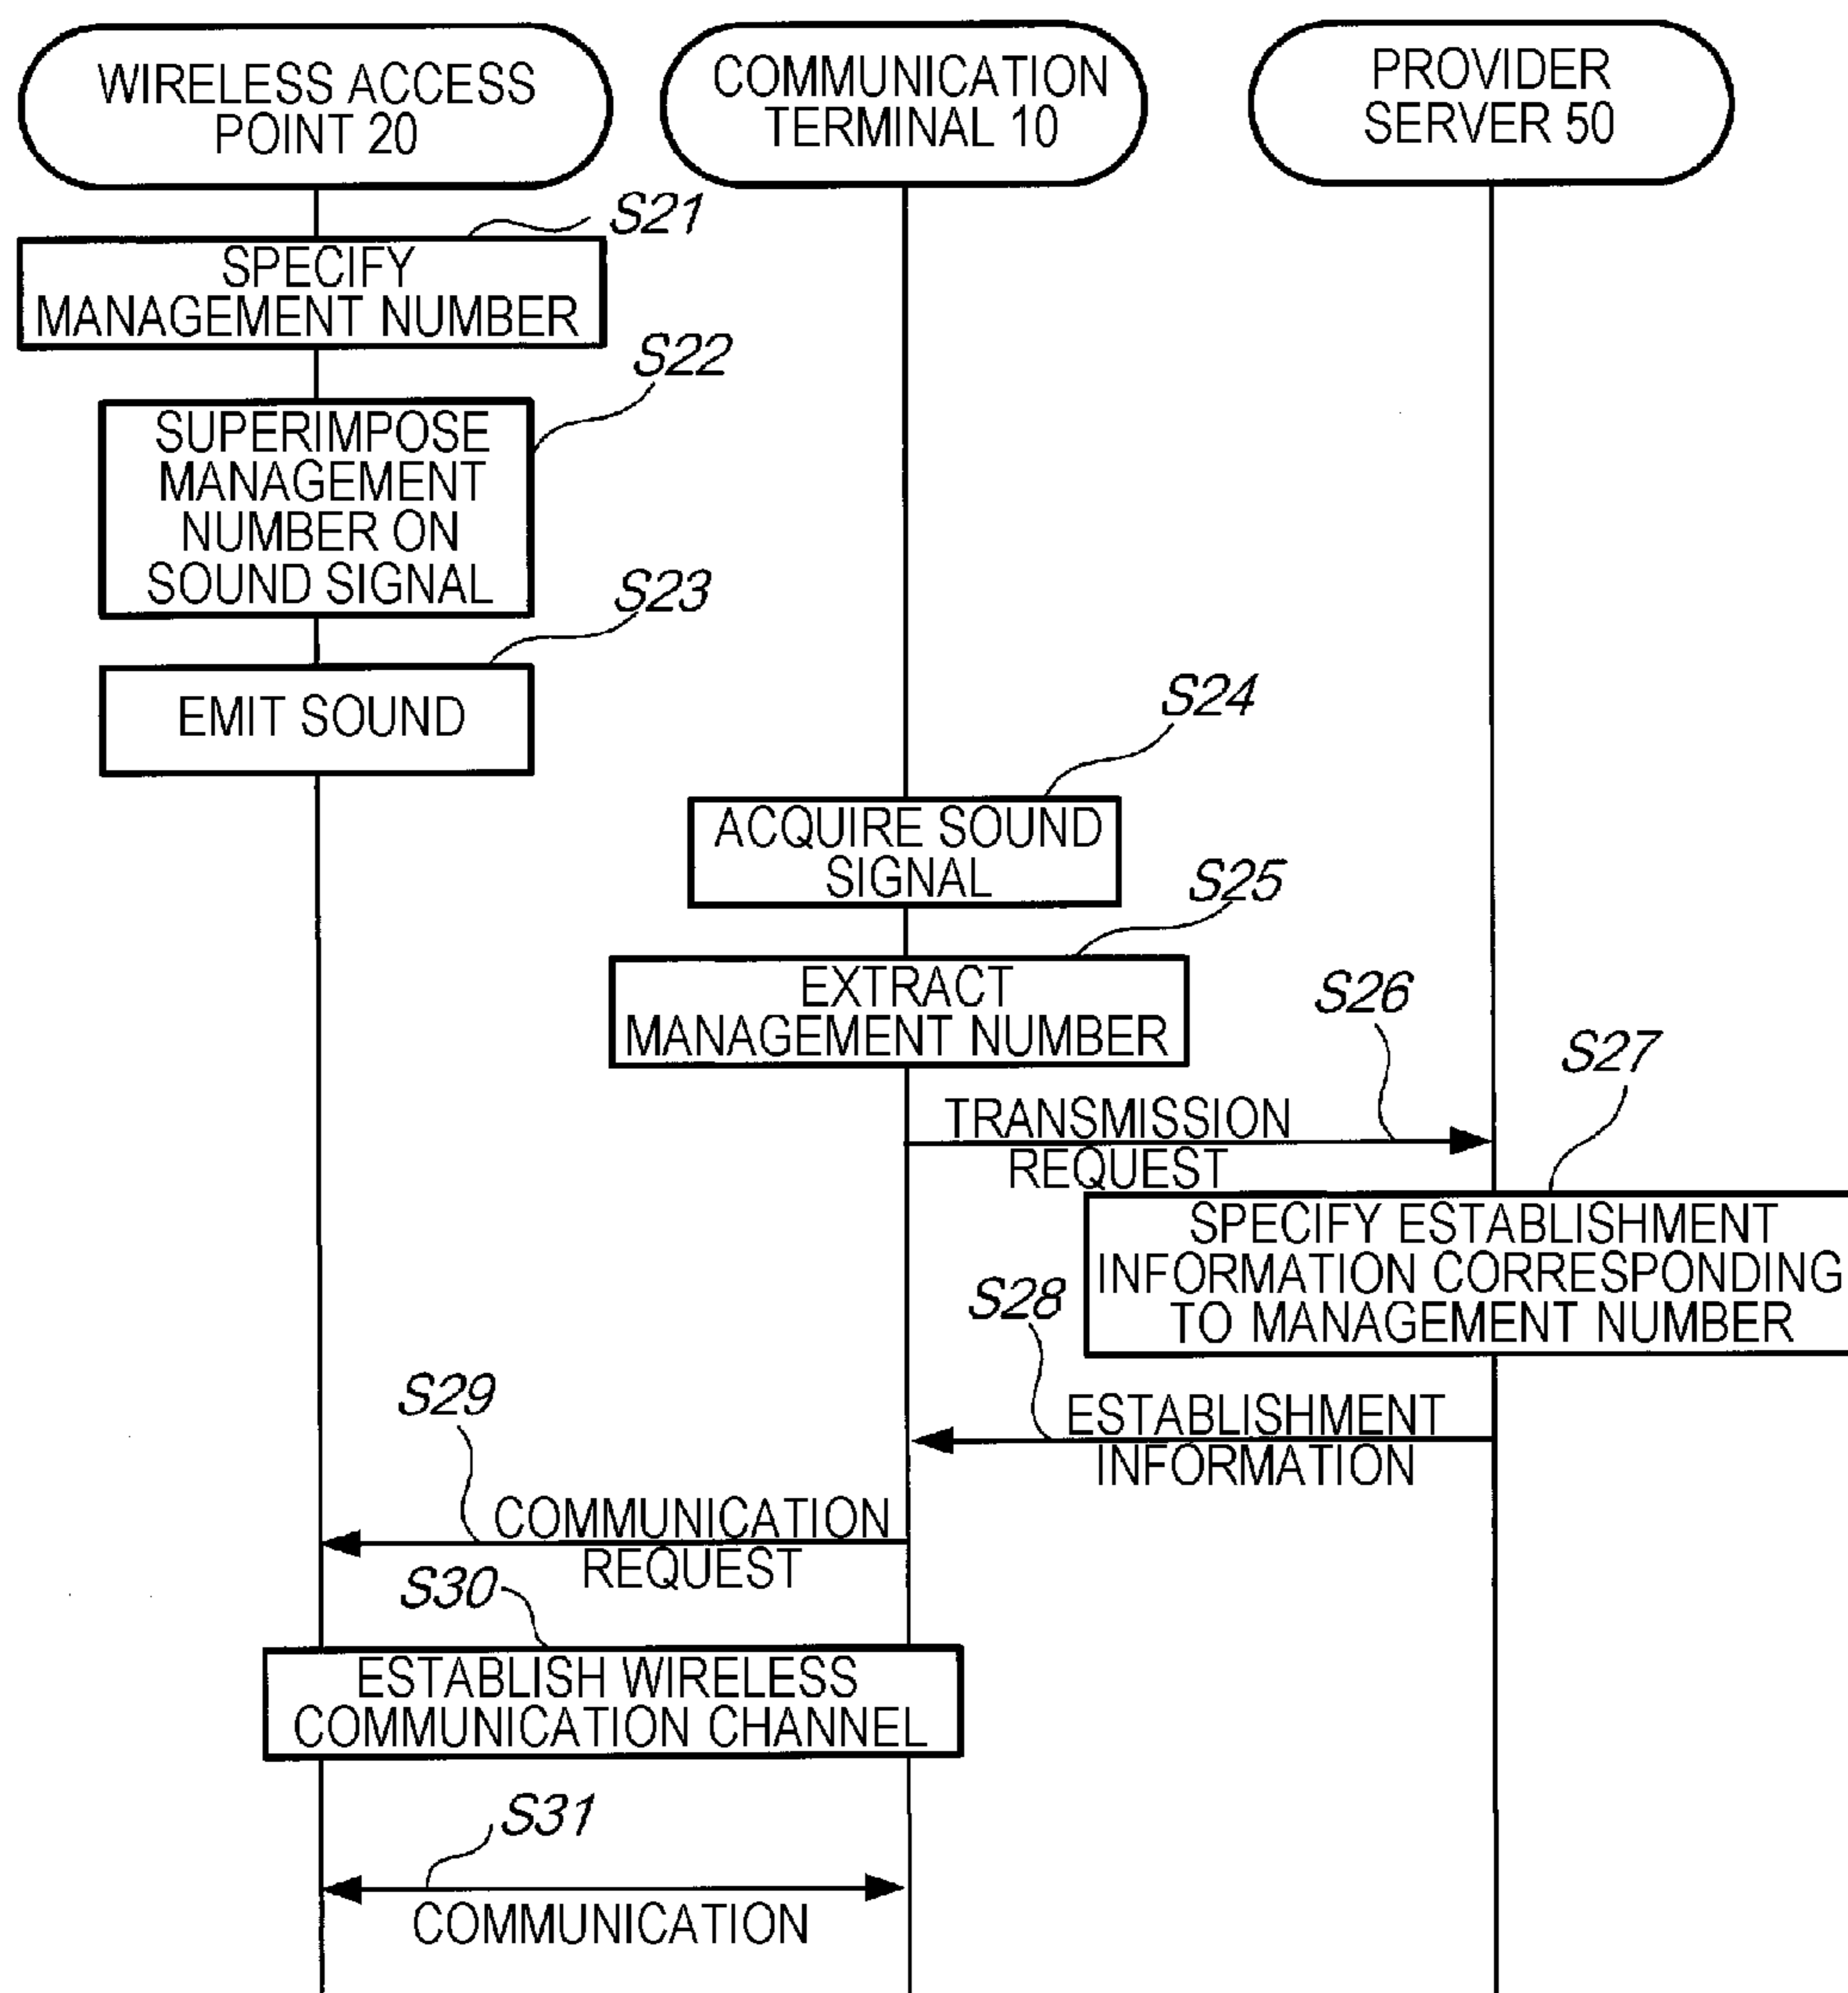 WIRELESS ACCESS
POINT 20
COMMUNICATION
TERMINAL 10
PROVIDER
SERVER 50
S21
SPECIFY
MANAGEMENT NUMBER
S22
SUPERIMPOSE
MANAGEMENT
NUMBER ON
SOUND SIGNAL
S23
EMIT SOUND
S24
ACQUIRE SOUND
SIGNAL
S25
EXTRACT
MANAGEMENT NUMBER
S26
TRANSMISSION
REQUEST
S27
SPECIFY ESTABLISHMENT
INFORMATION CORRESPONDING
TO MANAGEMENT NUMBER
S28
ESTABLISHMENT
INFORMATION
S29
COMMUNICATION
REQUEST
S30
ESTABLISH WIRELESS
COMMUNICATION CHANNEL
S31
COMMUNICATION